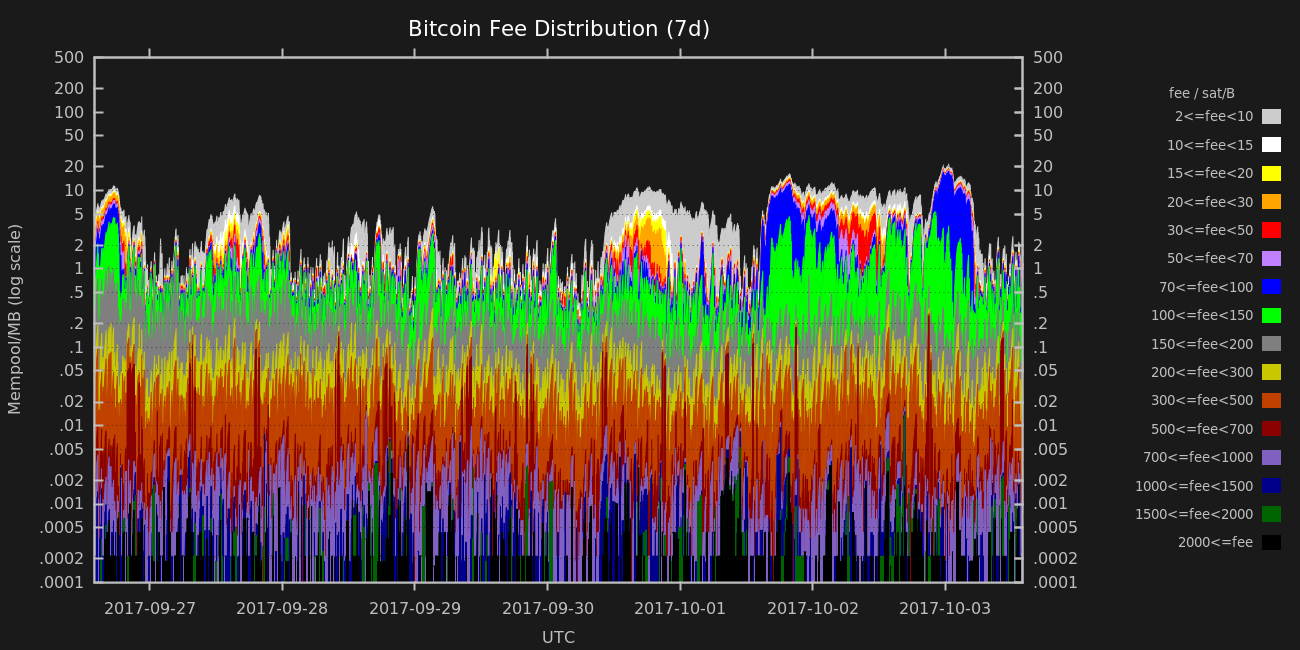 Bitcoin Fee Distribution (7d)
500
200
100
50
20
10
5
2
1
.5
.2
.1
.05
.02
.01
.005
.002
.001
.0005
.0002
.0001
Mempool/MB (log scale)
500
200
100
50
20
10
5
2
1
.5
.2
.1
.05
.02
.01
.005
.002
.001
.0005
.0002
.0001
2017-09-27 2017-09-28 2017-09-29 2017-09-30 2017-10-01 2017-10-02 2017-10-03
UTC
fee / sat/B
2<=fee<10
10<=fee<15
15<=fee<20
20<=fee<30
30<=fee<50
50<=fee<70
70<=fee<100
100<=fee<150
150<=fee<200
200<=fee<300
300<=fee<500
500<=fee<700
700<=fee<1000
1000<=fee<1500
1500<=fee<2000
2000<=fee